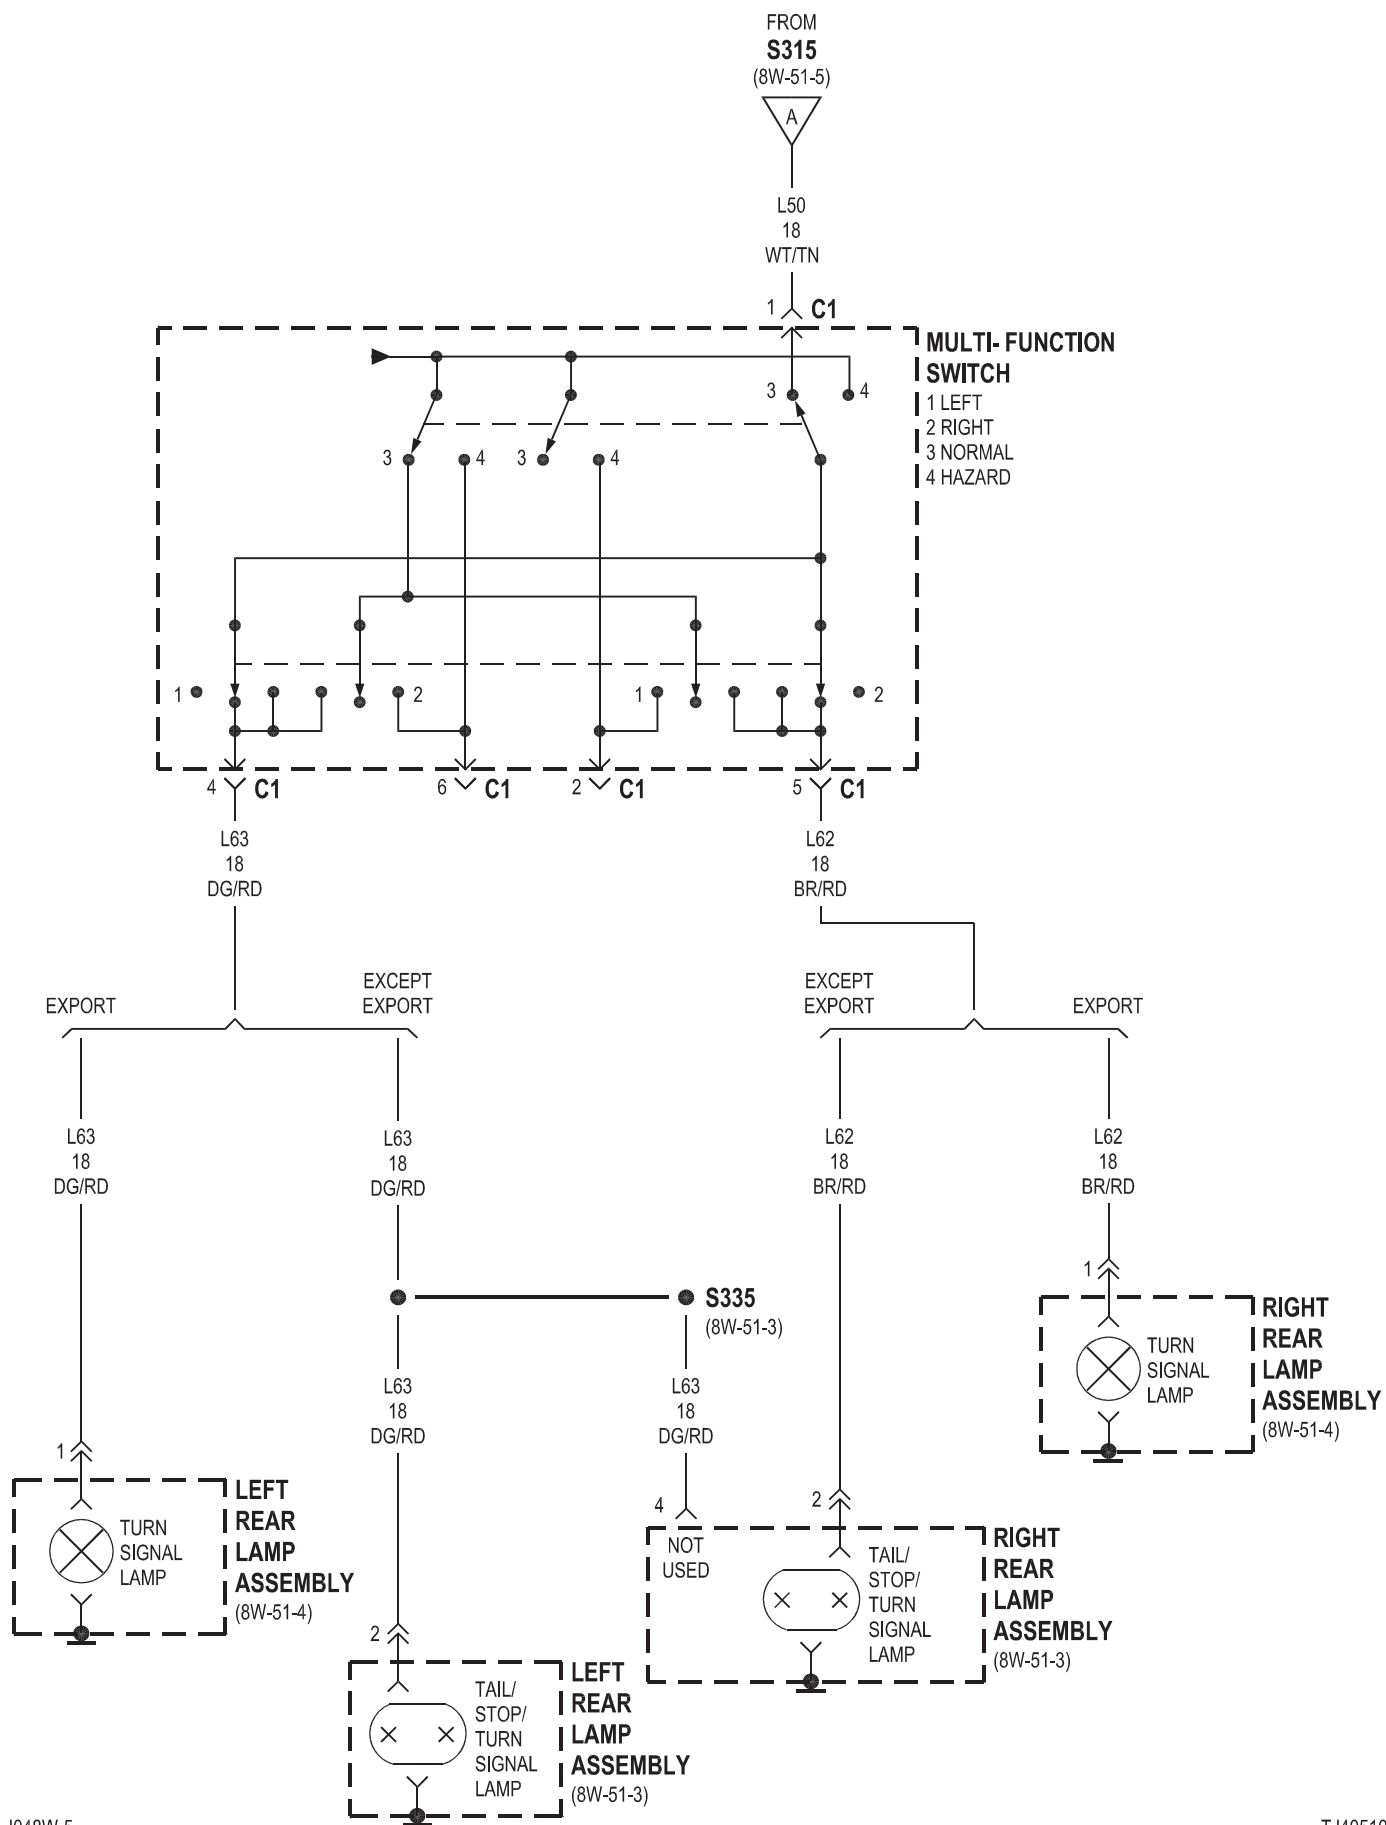 FROM
S315
(8W-51-5)
A
L50
18
WT/TN
1 C1
MULTI- FUNCTION
SWITCH
1 LEFT
2 RIGHT
3 NORMAL
4 HAZARD
3 4
3 4 3 4
1 2 1 2
4 C1 6 C1 2 C1 5 C1
L63
18
DG/RD
L62
18
BR/RD
EXPORT
EXCEPT
EXPORT
EXCEPT
EXPORT
EXPORT
L63
18
DG/RD
L63
18
DG/RD
L62
18
BR/RD
L62
18
BR/RD
S335
(8W-51-3)
1
TURN
SIGNAL
LAMP
RIGHT
REAR
LAMP
ASSEMBLY
(8W-51-4)
L63
18
DG/RD
L63
18
DG/RD
1
TURN
SIGNAL
LAMP
LEFT
REAR
LAMP
ASSEMBLY
(8W-51-4)
4
NOT
USED
2
TAIL/
STOP/
TURN
SIGNAL
LAMP
RIGHT
REAR
LAMP
ASSEMBLY
(8W-51-3)
2
TAIL/
STOP/
TURN
SIGNAL
LAMP
LEFT
REAR
LAMP
ASSEMBLY
(8W-51-3)